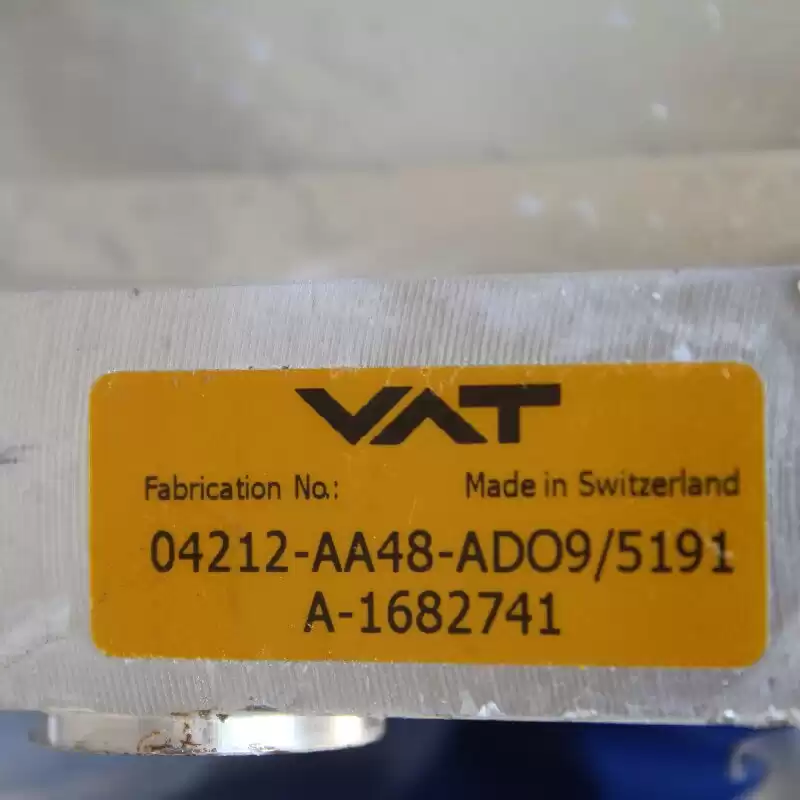 VAT
Fabrication No.: Made in Switzerland
04212-AA48-ADO9/5191
A-1682741